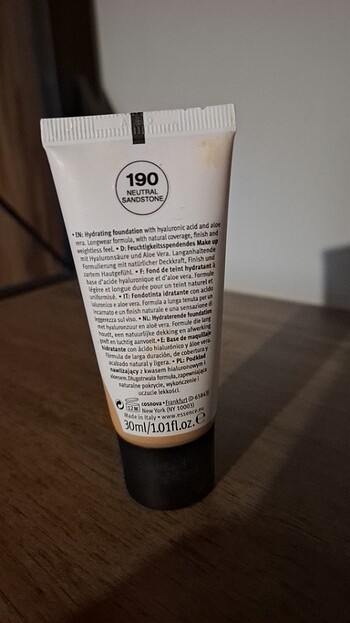 190
NEUTRAL
SANDSTONE
• EN: Hydrating foundation with hyaluronic acid and aloe
vera. Longwear formula, with natural coverage, finish and
weightless feel. • D: Feuchtigkeitsspendendes Make up
mit Hyaluronsäure und Aloe Vera. Langanhaltende
Formulierung mit natürlicher Deckkraft, Finish und
zartem Hautgefühl. • F: Fond de teint hydratant à
base d'acide hyaluronique et d'aloe vera. Formule
légère et longue durée pour un teint naturel et
uniformisé. • IT: Fondotinta idratante con acido
ialuronico e aloe vera. Formula a lunga tenuta per un
incarnato e un finish naturale e una sensazione di
leggerezza sul viso. • NL: Hydraterende foundation
met hyaluronzuur en aloë vera. Formule die lang
houdt, een natuurlijke dekking en afwerking
geeft en luchtig aanvoelt. • E: Base de maquillaje
hidratante con ácido hialurónico y aloe vera.
Fórmula de larga duración, de cobertura y
acabado natural y ligera. • PL: Podkład
nawilżający z kwasem hialuronowym i
aloesem. Długotrwała formuła, zapewniająca
naturalne pokrycie, wykończenie i
uczucie lekkości.
12 M
cosnova • Frankfurt (D-65843)
New York (NY 10003)
Made in Italy • www.essence.eu
30ml/1.01fl.oz. ℮